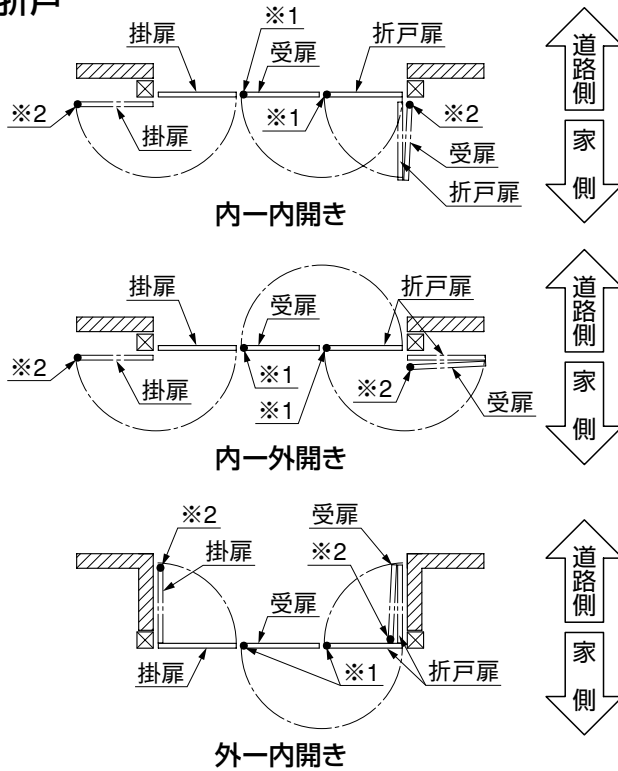 折戸
※1
掛扉
受扉
折戸扉
道路側
※2
※1
※2
掛扉
受扉
家側
折戸扉
内ー内開き
掛扉
折戸扉
受扉
道路側
※2
※1
掛扉
※2
※1
受扉
家側
内ー外開き
※2
受扉
掛扉
※2
道路側
受扉
掛扉
※1
折戸扉
家側
外ー内開き